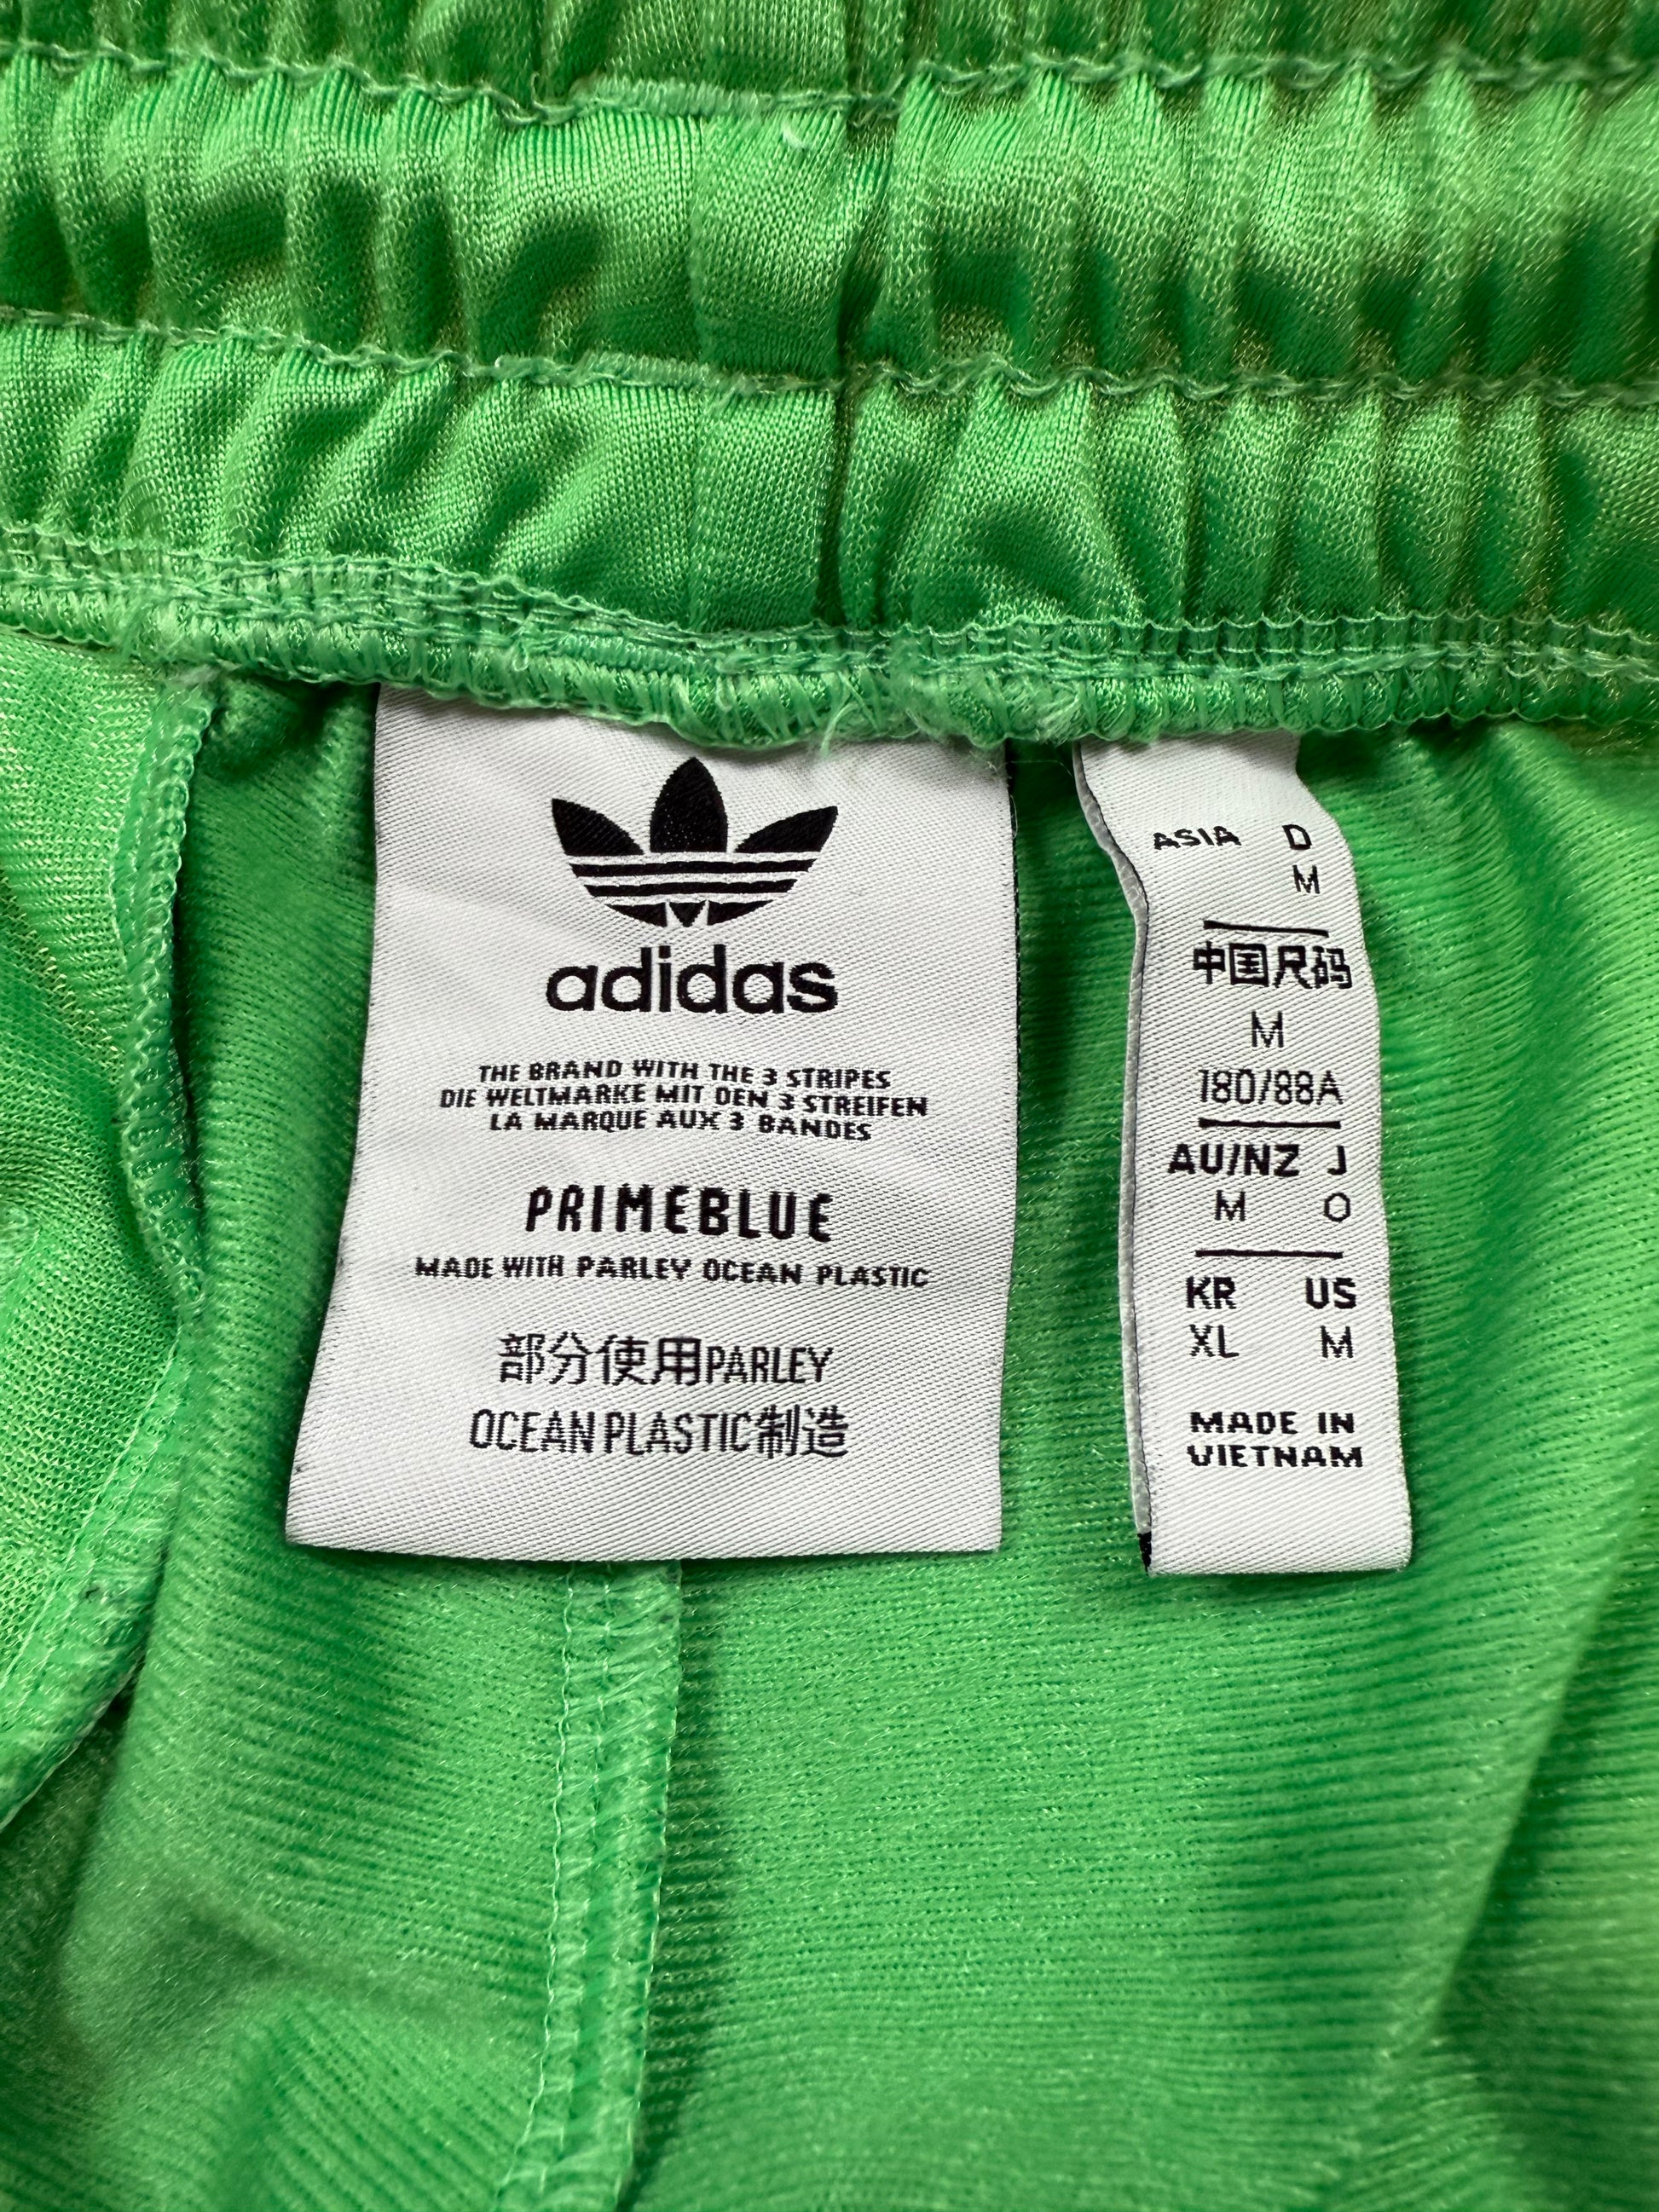 adidas
THE BRAND WITH THE 3 STRIPES
DIE WELTMARKE MIT DEN 3 STREIFEN
LA MARQUE AUX 3 BANDES
PRIMEBLUE
MADE WITH PARLEY OCEAN PLASTIC
部分使用PARLEY
OCEAN PLASTIC制造
ASIA D
M
中国尺码
M
180/88A
AU/NZ J
M O
KR US
XL M
MADE IN
VIETNAM